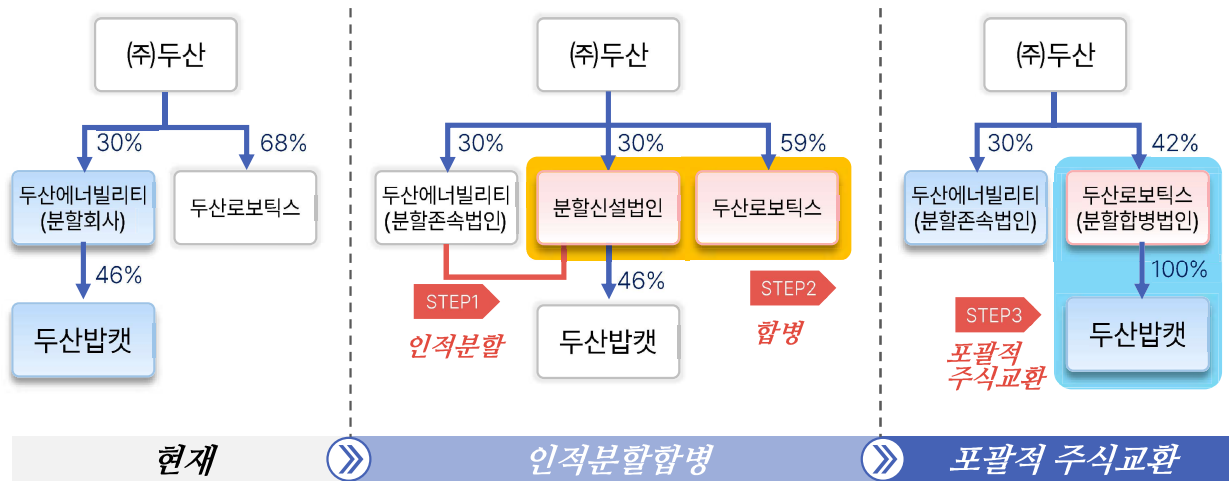 ㈜두산
30%
68%
두산에너빌리티
(분할회사)
두산로보틱스
46%
두산밥캣
현재
㈜두산
30%
30%
59%
두산에너빌리티
(분할존속법인)
분할신설법인
두산로보틱스
STEP1
인적분할
46%
STEP2
합병
두산밥캣
인적분할합병
㈜두산
30%
42%
두산에너빌리티
(분할존속법인)
두산로보틱스
(분할합병법인)
100%
STEP3
포괄적
주식교환
두산밥캣
포괄적 주식교환